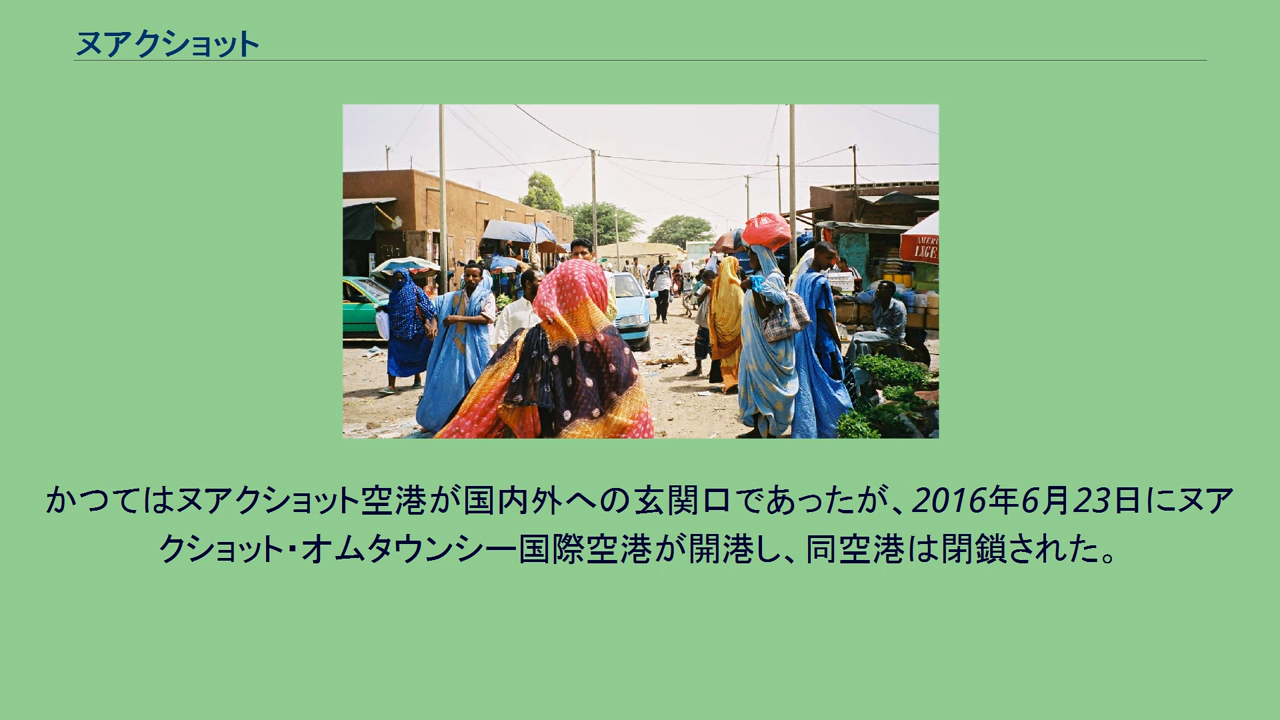 ヌアクショット
AMERI
LAGE
かつてはヌアクショット空港が国内外への玄関口であったが、2016年6月23日にヌア
クショット・オムタウンシー国際空港が開港し、同空港は閉鎖された。